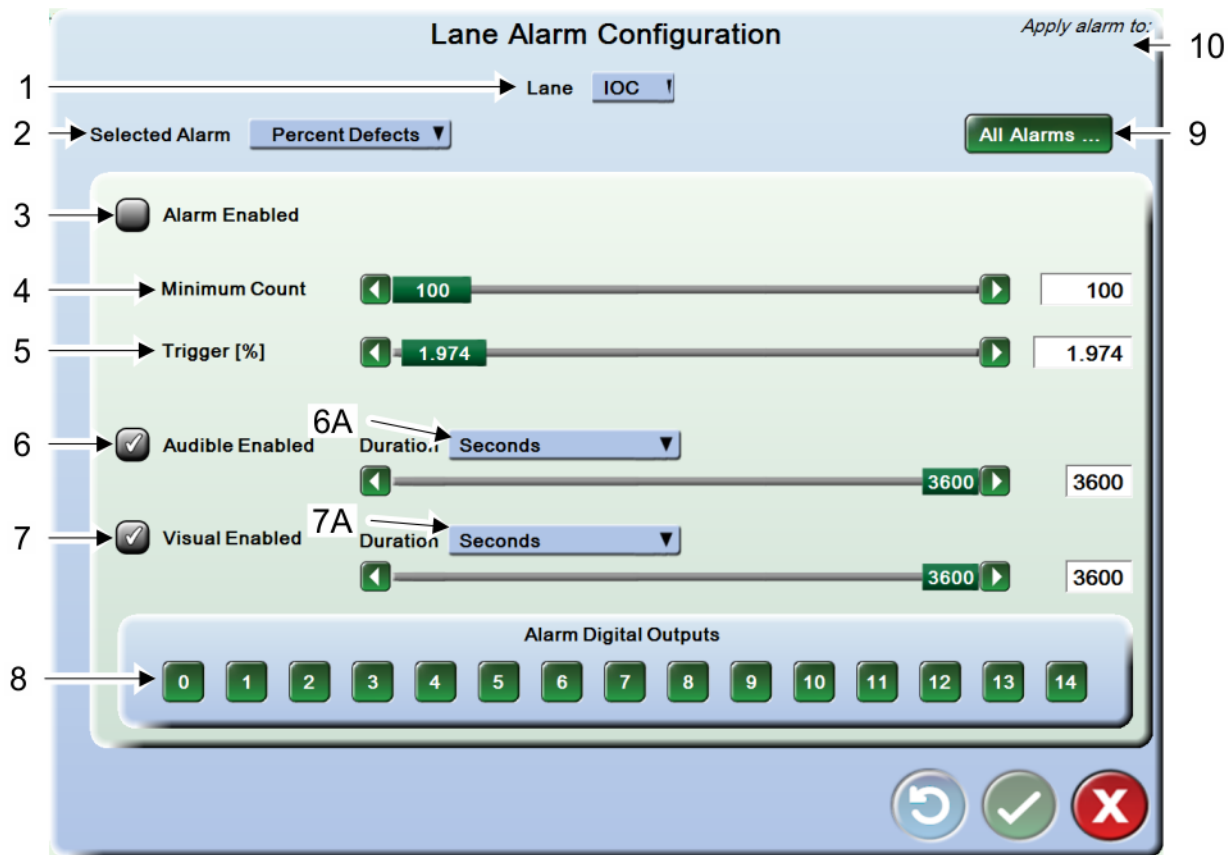 Lane Alarm Configuration
Apply alarm to:
10
1
Lane IOC
2
Selected Alarm Percent Defects
All Alarms ...
9
3
Alarm Enabled
4
Minimum Count 100 100
5
Trigger [%] 1.974 1.974
6
Audible Enabled
6A
Duration Seconds
3600 3600
7
Visual Enabled
7A
Duration Seconds
3600 3600
Alarm Digital Outputs
8
0 1 2 3 4 5 6 7 8 9 10 11 12 13 14